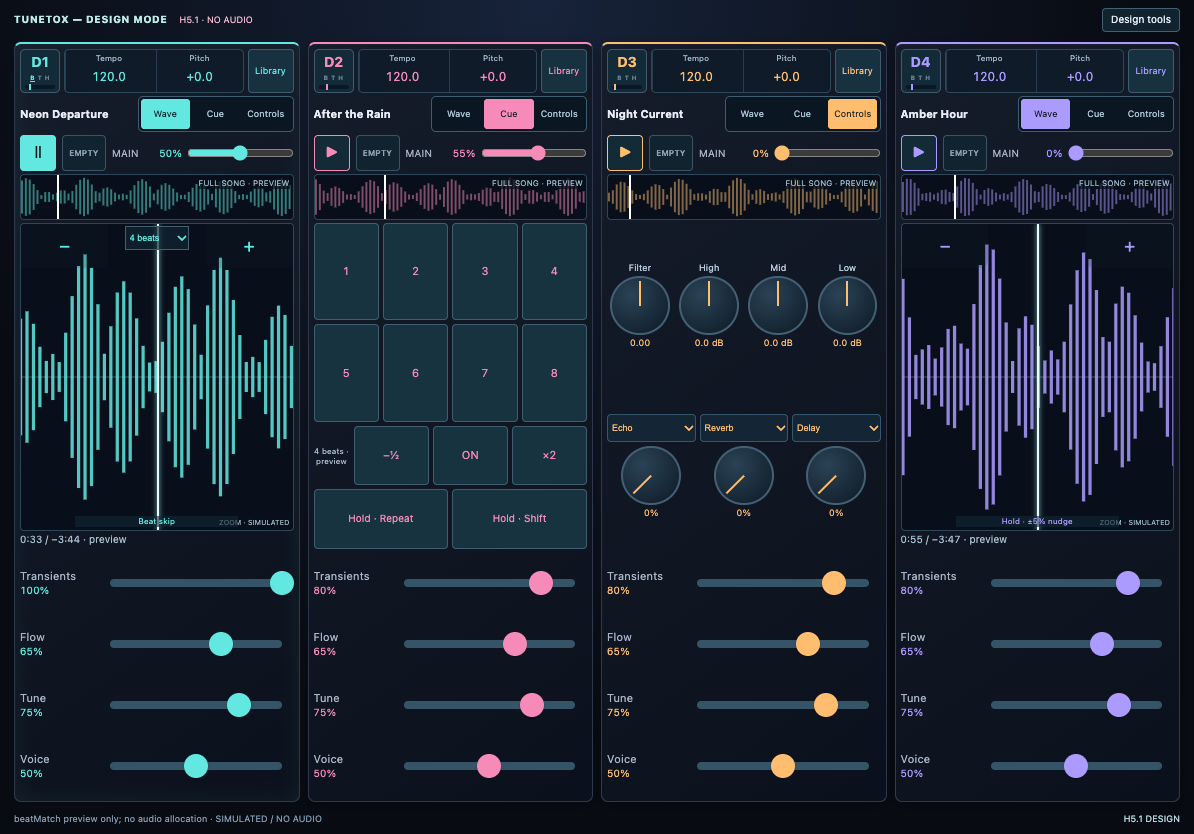 TUNETOX — DESIGN MODE H5.1 · NO AUDIO Design tools
D1 B T H Tempo 120.0 Pitch +0.0 Library
Neon Departure Wave Cue Controls
EMPTY MAIN 50%
FULL SONG · PREVIEW
− 4 beats +
Beat skip ZOOM · SIMULATED
0:33 / −3:44 · preview
Transients
100%
Flow
65%
Tune
75%
Voice
50%
D2 B T H Tempo 120.0 Pitch +0.0 Library
After the Rain Wave Cue Controls
EMPTY MAIN 55%
FULL SONG · PREVIEW
1 2 3 4
5 6 7 8
4 beats · preview −½ ON ×2
Hold · Repeat Hold · Shift
Transients
80%
Flow
65%
Tune
75%
Voice
50%
D3 B T H Tempo 120.0 Pitch +0.0 Library
Night Current Wave Cue Controls
EMPTY MAIN 0%
FULL SONG · PREVIEW
Filter High Mid Low
0.00 0.0 dB 0.0 dB 0.0 dB
Echo Reverb Delay
0% 0% 0%
Transients
80%
Flow
65%
Tune
75%
Voice
50%
D4 B T H Tempo 120.0 Pitch +0.0 Library
Amber Hour Wave Cue Controls
EMPTY MAIN 0%
FULL SONG · PREVIEW
− +
Hold · ±5% nudge ZOOM · SIMULATED
0:55 / −3:47 · preview
Transients
80%
Flow
65%
Tune
75%
Voice
50%
beatMatch preview only; no audio allocation · SIMULATED / NO AUDIO H5.1 DESIGN